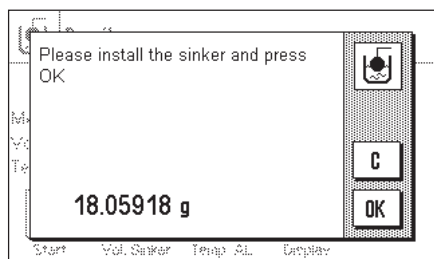 Please install the sinker and press
OK
C
18.05918 g
OK
Start Vol.Sinker Temp AL. Display